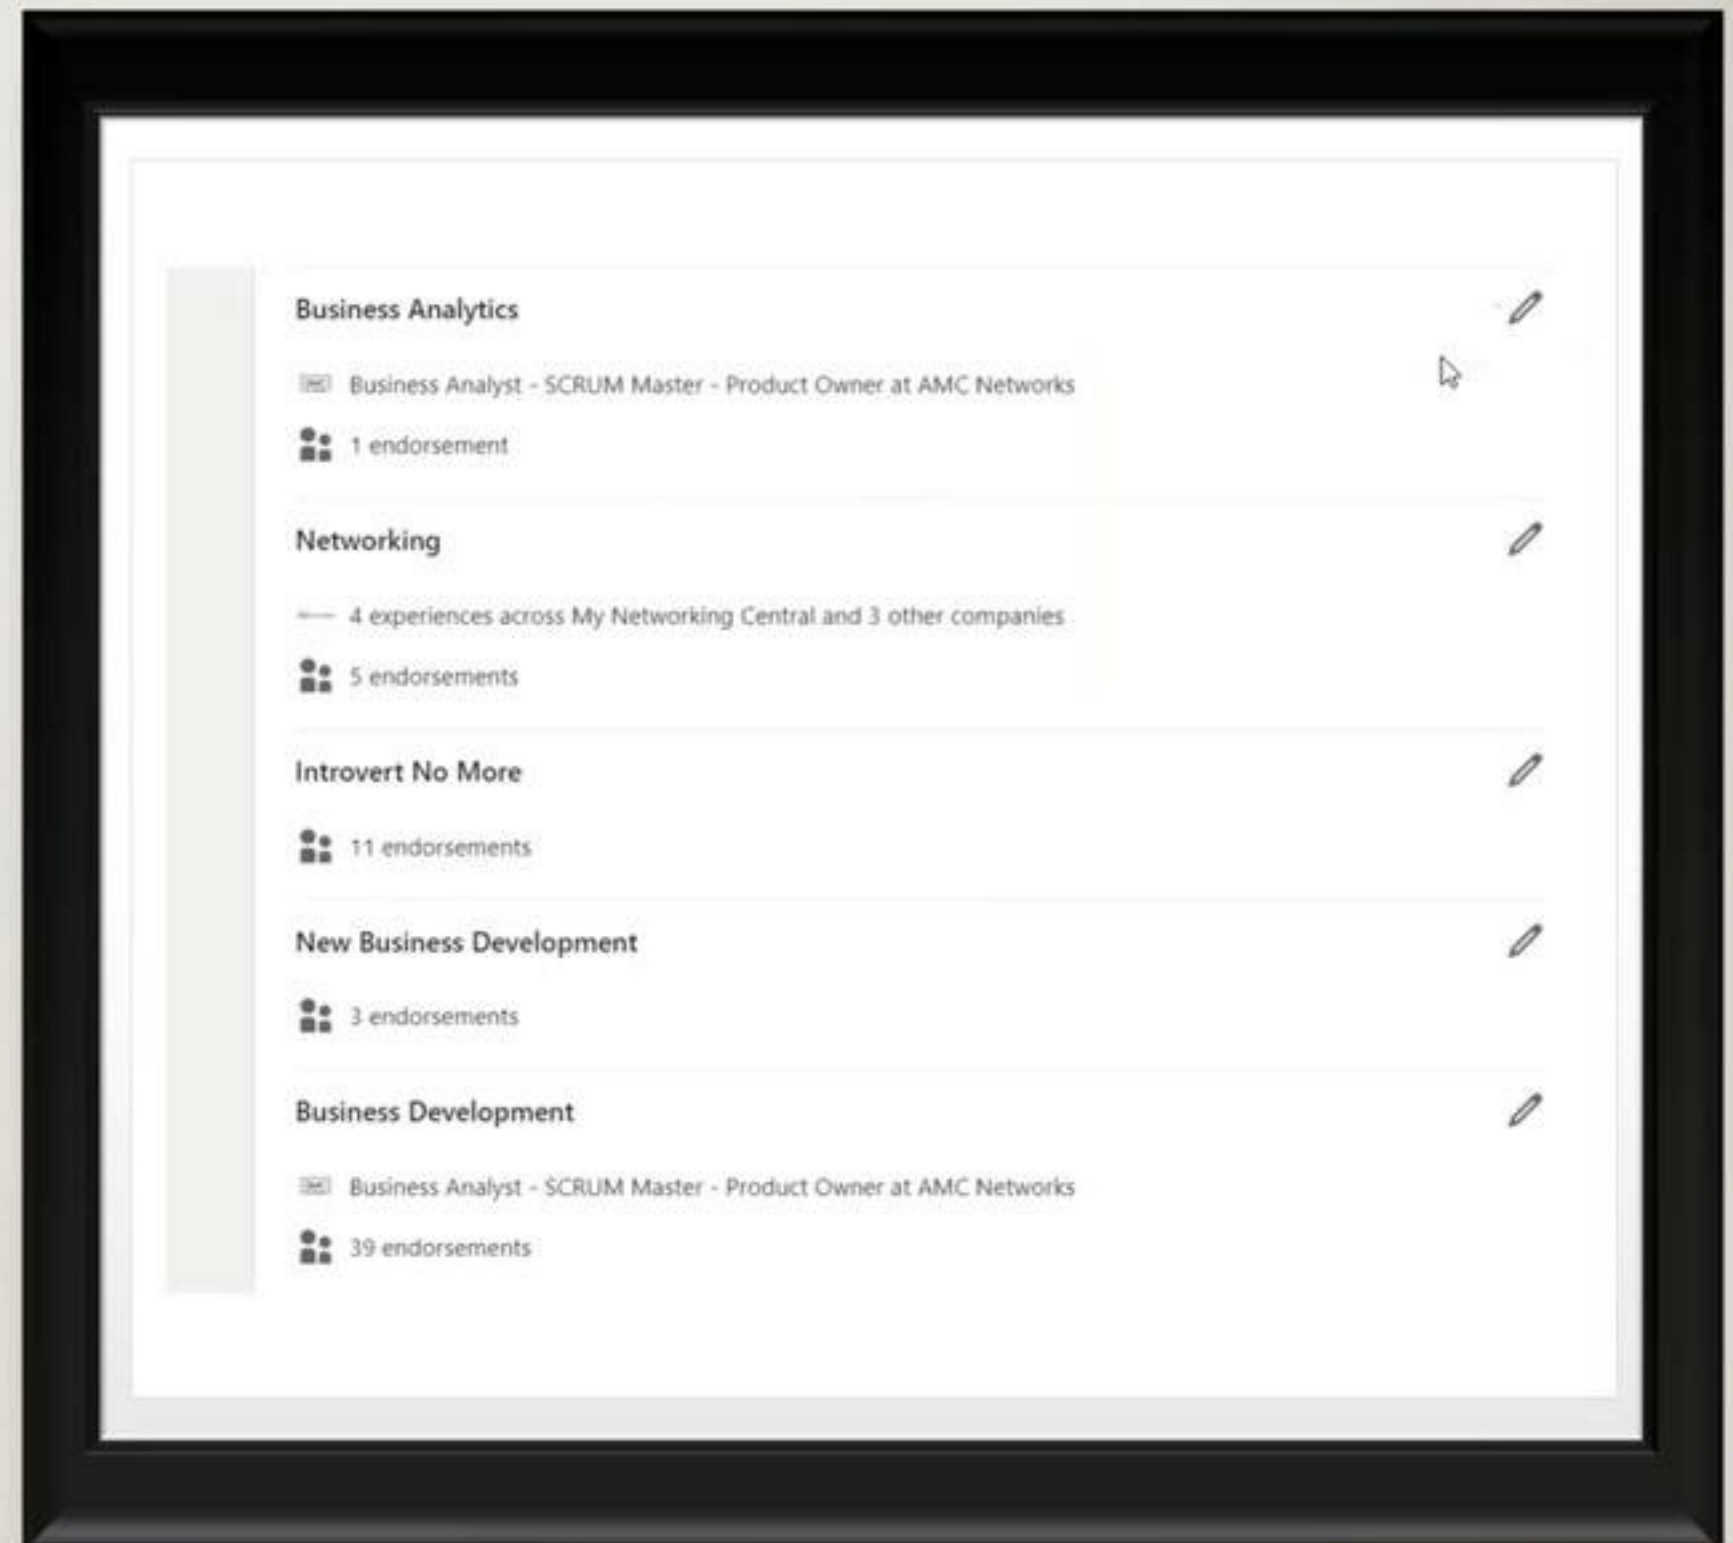 Business Analytics
Business Analyst - SCRUM Master - Product Owner at AMC Networks
1 endorsement
Networking
4 experiences across My Networking Central and 3 other companies
5 endorsements
Introvert No More
11 endorsements
New Business Development
3 endorsements
Business Development
Business Analyst - SCRUM Master - Product Owner at AMC Networks
39 endorsements